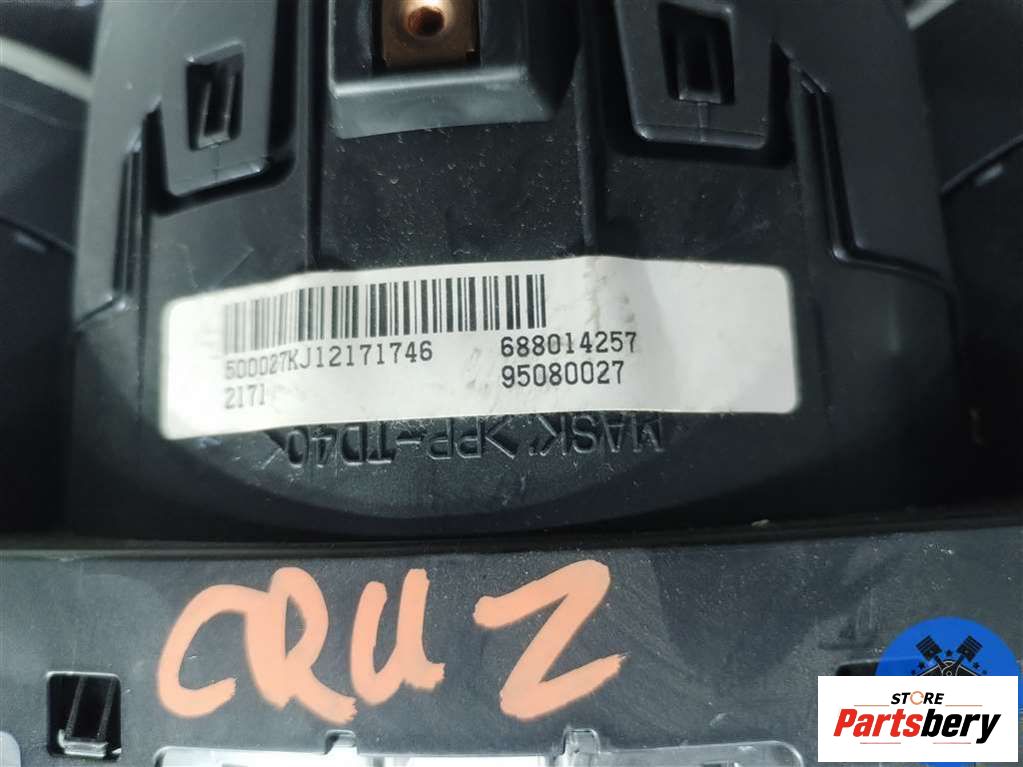 500027KJ12171746 688014257
2171 95080027
MASK >PP-TD40
CRUZ
STORE
Partsbery